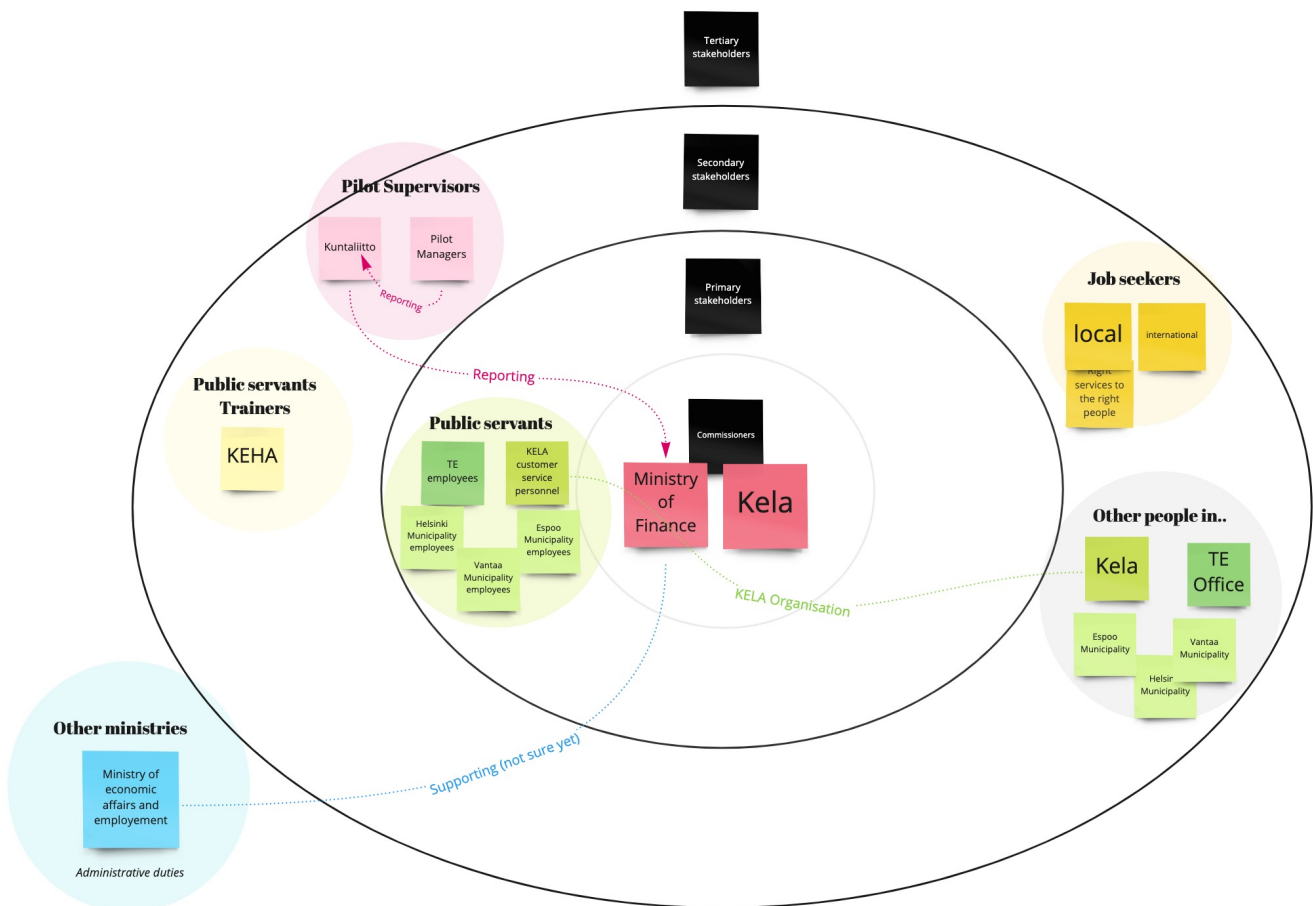 Tertiary
stakeholders
Secondary
stakeholders
Pilot Supervisors
Kuntaliitto
Pilot
Managers
Reporting
Primary
stakeholders
Job seekers
local
international
Right
services to
the right
people
Reporting
Public servants
Trainers
KEHA
Public servants
TE
employees
KELA
customer
service
personnel
Helsinki
Municipality
employees
Espoo
Municipality
employees
Vantaa
Municipality
employees
Commissioners
Ministry
of
Finance
Kela
KELA Organisation
Other people in..
Kela
TE
Office
Espoo
Municipality
Vantaa
Municipality
Helsin
Municipality
Other ministries
Ministry of
economic
affairs and
employement
Administrative duties
Supporting (not sure yet)